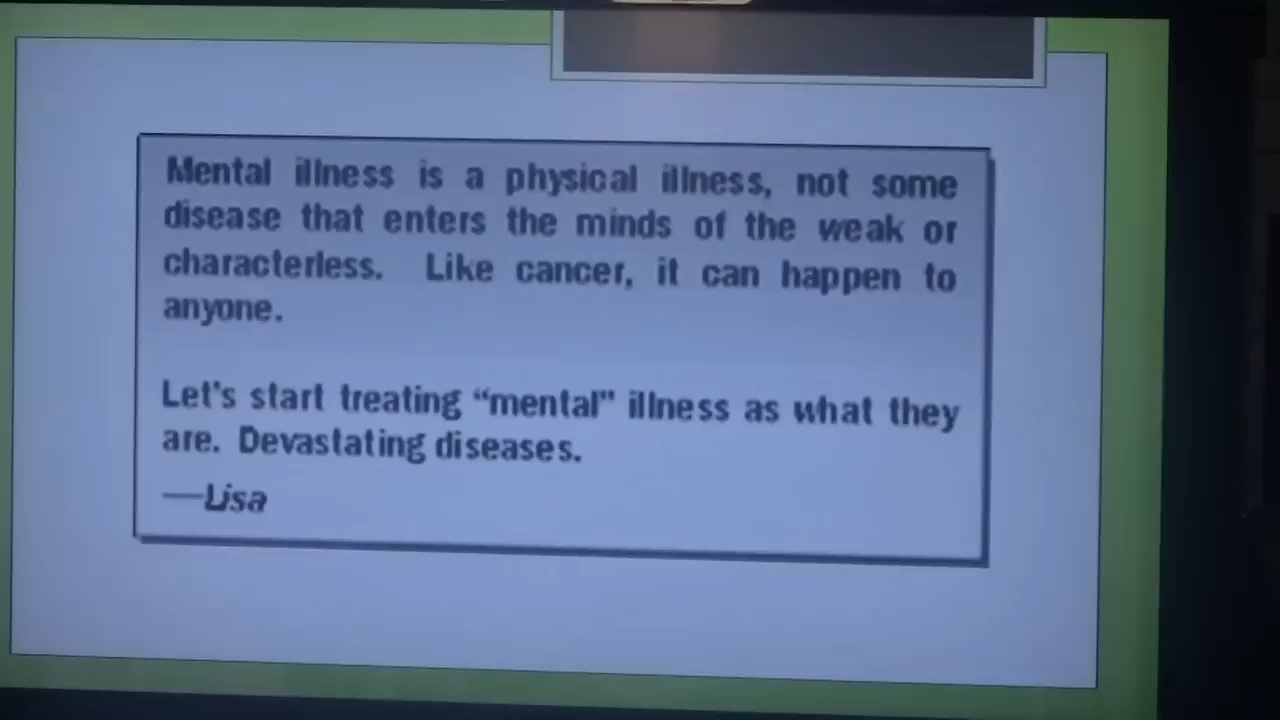 Mental illness is a physical illness, not some
disease that enters the minds of the weak or
characterless. Like cancer, it can happen to
anyone.
Let's start treating “mental” illness as what they
are. Devastating diseases.
—Lisa